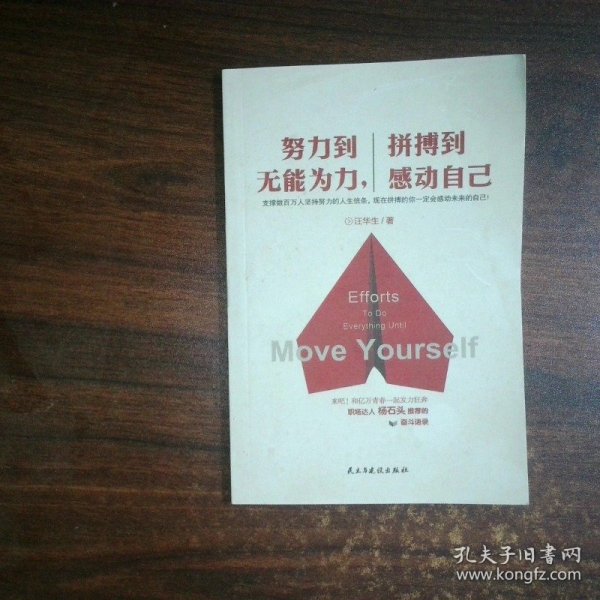 努力到 拼搏到
无能为力, 感动自己
支撑做百万人坚持努力的人生信条，现在拼搏的你一定会感动未来的自己！
汪华生/著
Efforts
To Do
Everything Until
Move Yourself
来吧！和亿万青春一起发力狂奔
职场达人 杨石头 推荐的
奋斗语录
民主与建设出版社
孔夫子旧书网
www.kongfz.com